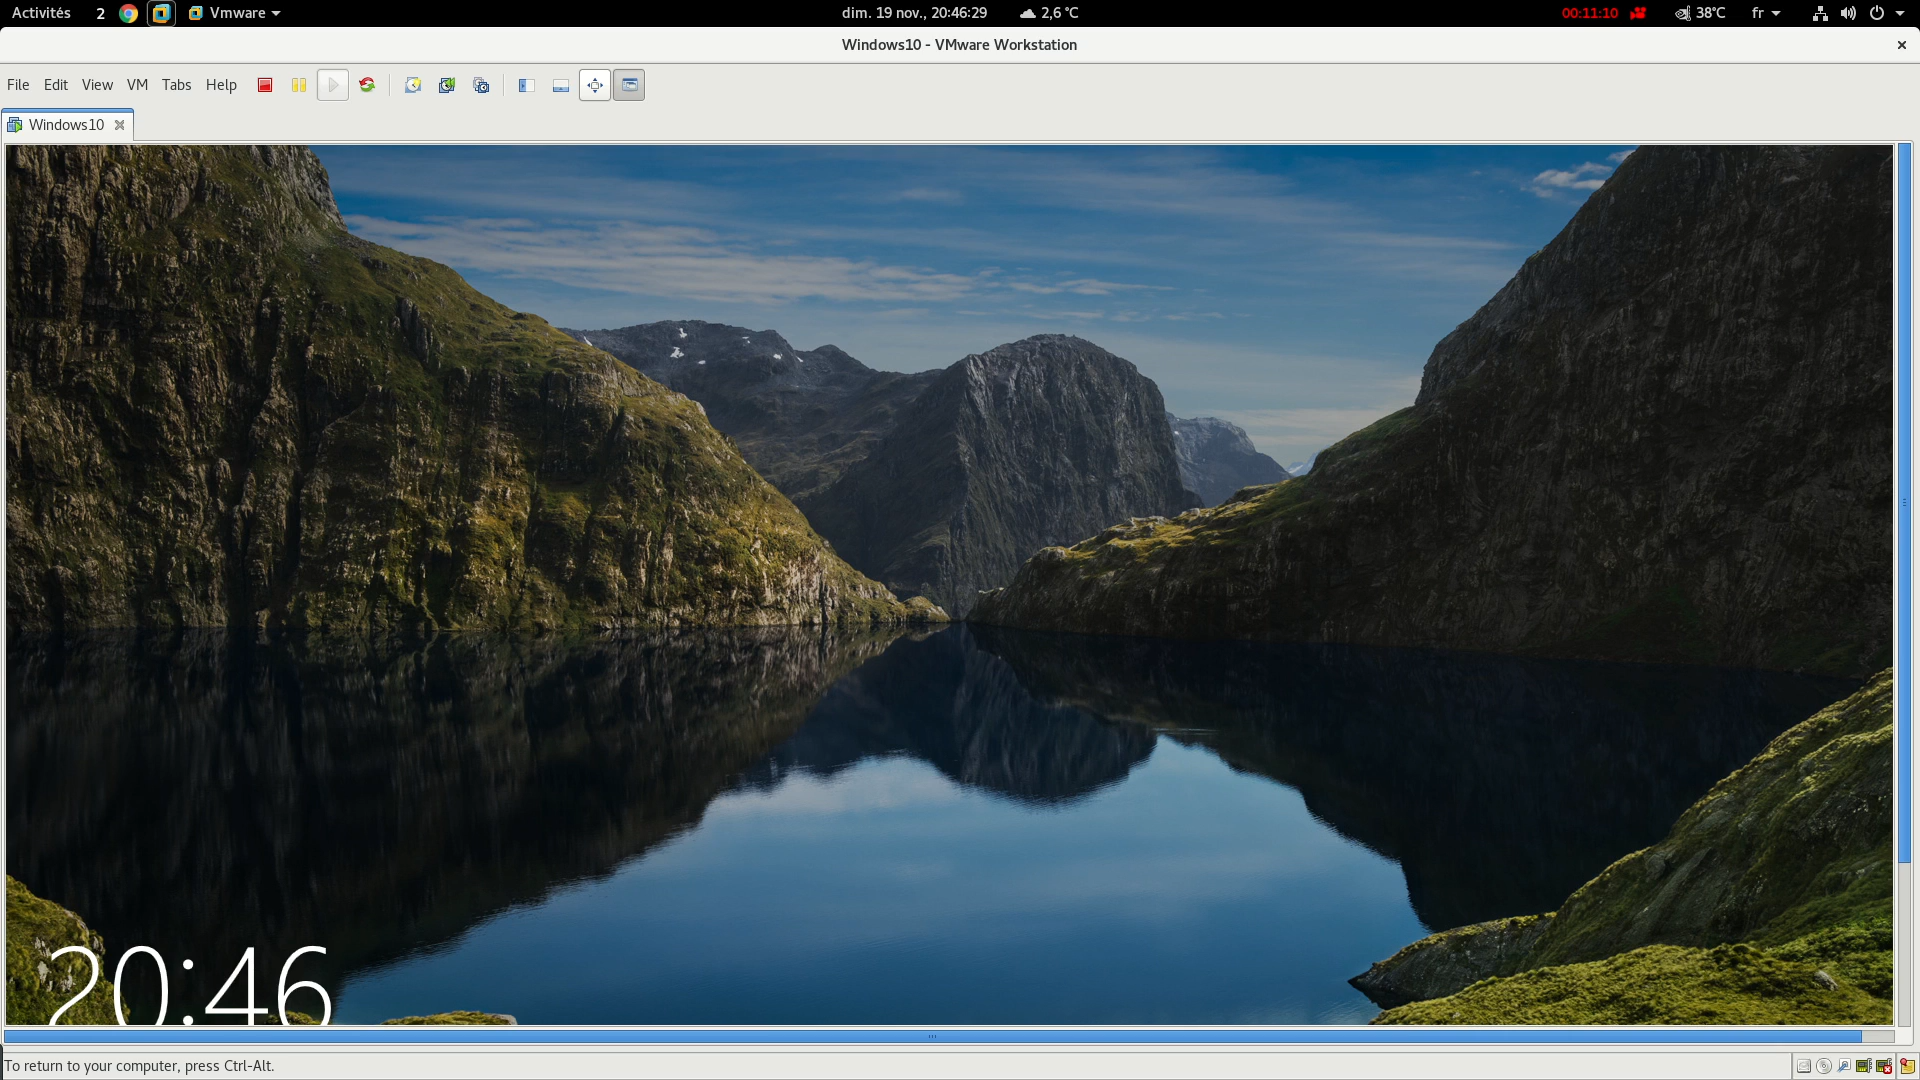 Activités 2 Vmware dim. 19 nov., 20:46:29 2,6 °C 00:11:10 38°C fr
Windows10 - VMware Workstation
File Edit View VM Tabs Help
Windows10
20:46
To return to your computer, press Ctrl-Alt.